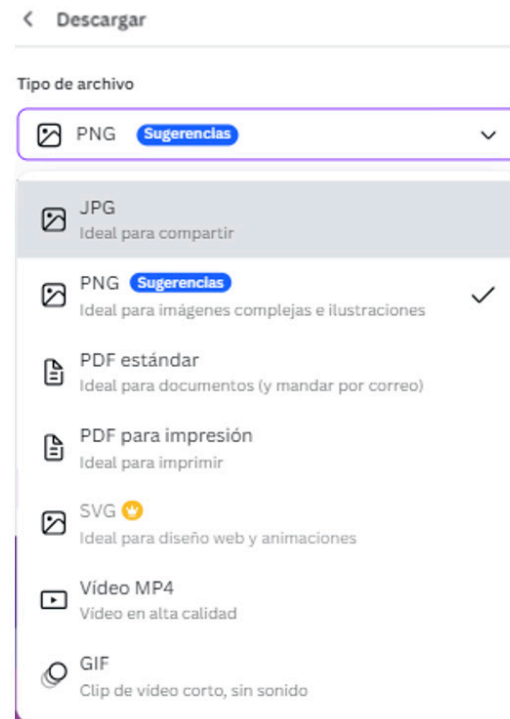 Descargar
Tipo de archivo
PNG Sugerencias
JPG
Ideal para compartir
PNG Sugerencias
Ideal para imágenes complejas e ilustraciones
PDF estándar
Ideal para documentos (y mandar por correo)
PDF para impresión
Ideal para imprimir
SVG
Ideal para diseño web y animaciones
Vídeo MP4
Vídeo en alta calidad
GIF
Clip de vídeo corto, sin sonido